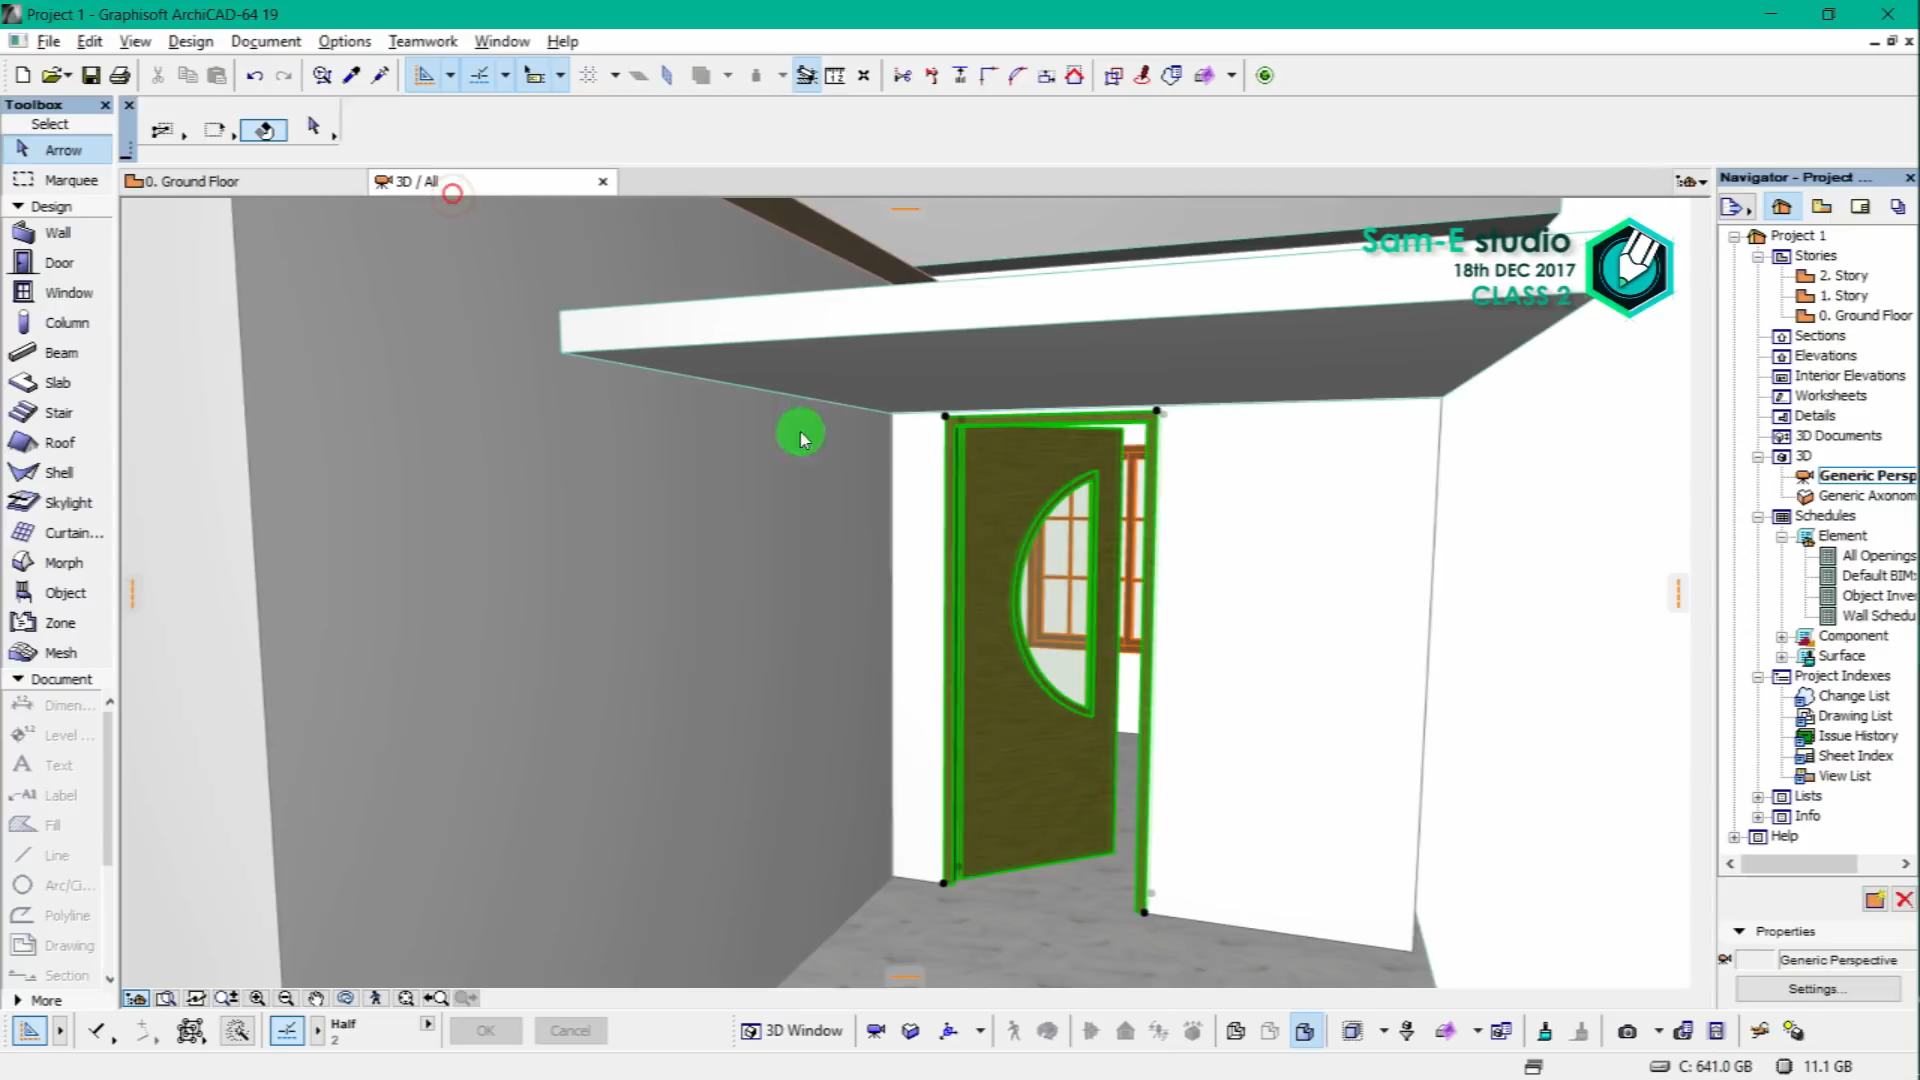 Project 1 - Graphisoft ArchiCAD-64 19
File Edit View Design Document Options Teamwork Window Help
Toolbox
Select
Arrow
Marquee
Design
Wall
Door
Window
Column
Beam
Slab
Stair
Roof
Shell
Skylight
Curtain...
Morph
Object
Zone
Mesh
Document
Dimen...
Level ...
Text
Label
Fill
Line
Arc/Ci...
Polyline
Drawing
Section
More
0. Ground Floor
3D / All
Sam-E studio
18th DEC 2017
CLASS 2
Navigator - Project ...
Project 1
Stories
2. Story
1. Story
0. Ground Floor
Sections
Elevations
Interior Elevations
Worksheets
Details
3D Documents
3D
Generic Persp
Generic Axonom
Schedules
Element
All Openings
Default BIM
Object Inve
Wall Schedu
Component
Surface
Project Indexes
Change List
Drawing List
Issue History
Sheet Index
View List
Lists
Info
Help
Properties
Generic Perspective
Settings...
Half
2
OK
Cancel
3D Window
C: 641.0 GB
11.1 GB